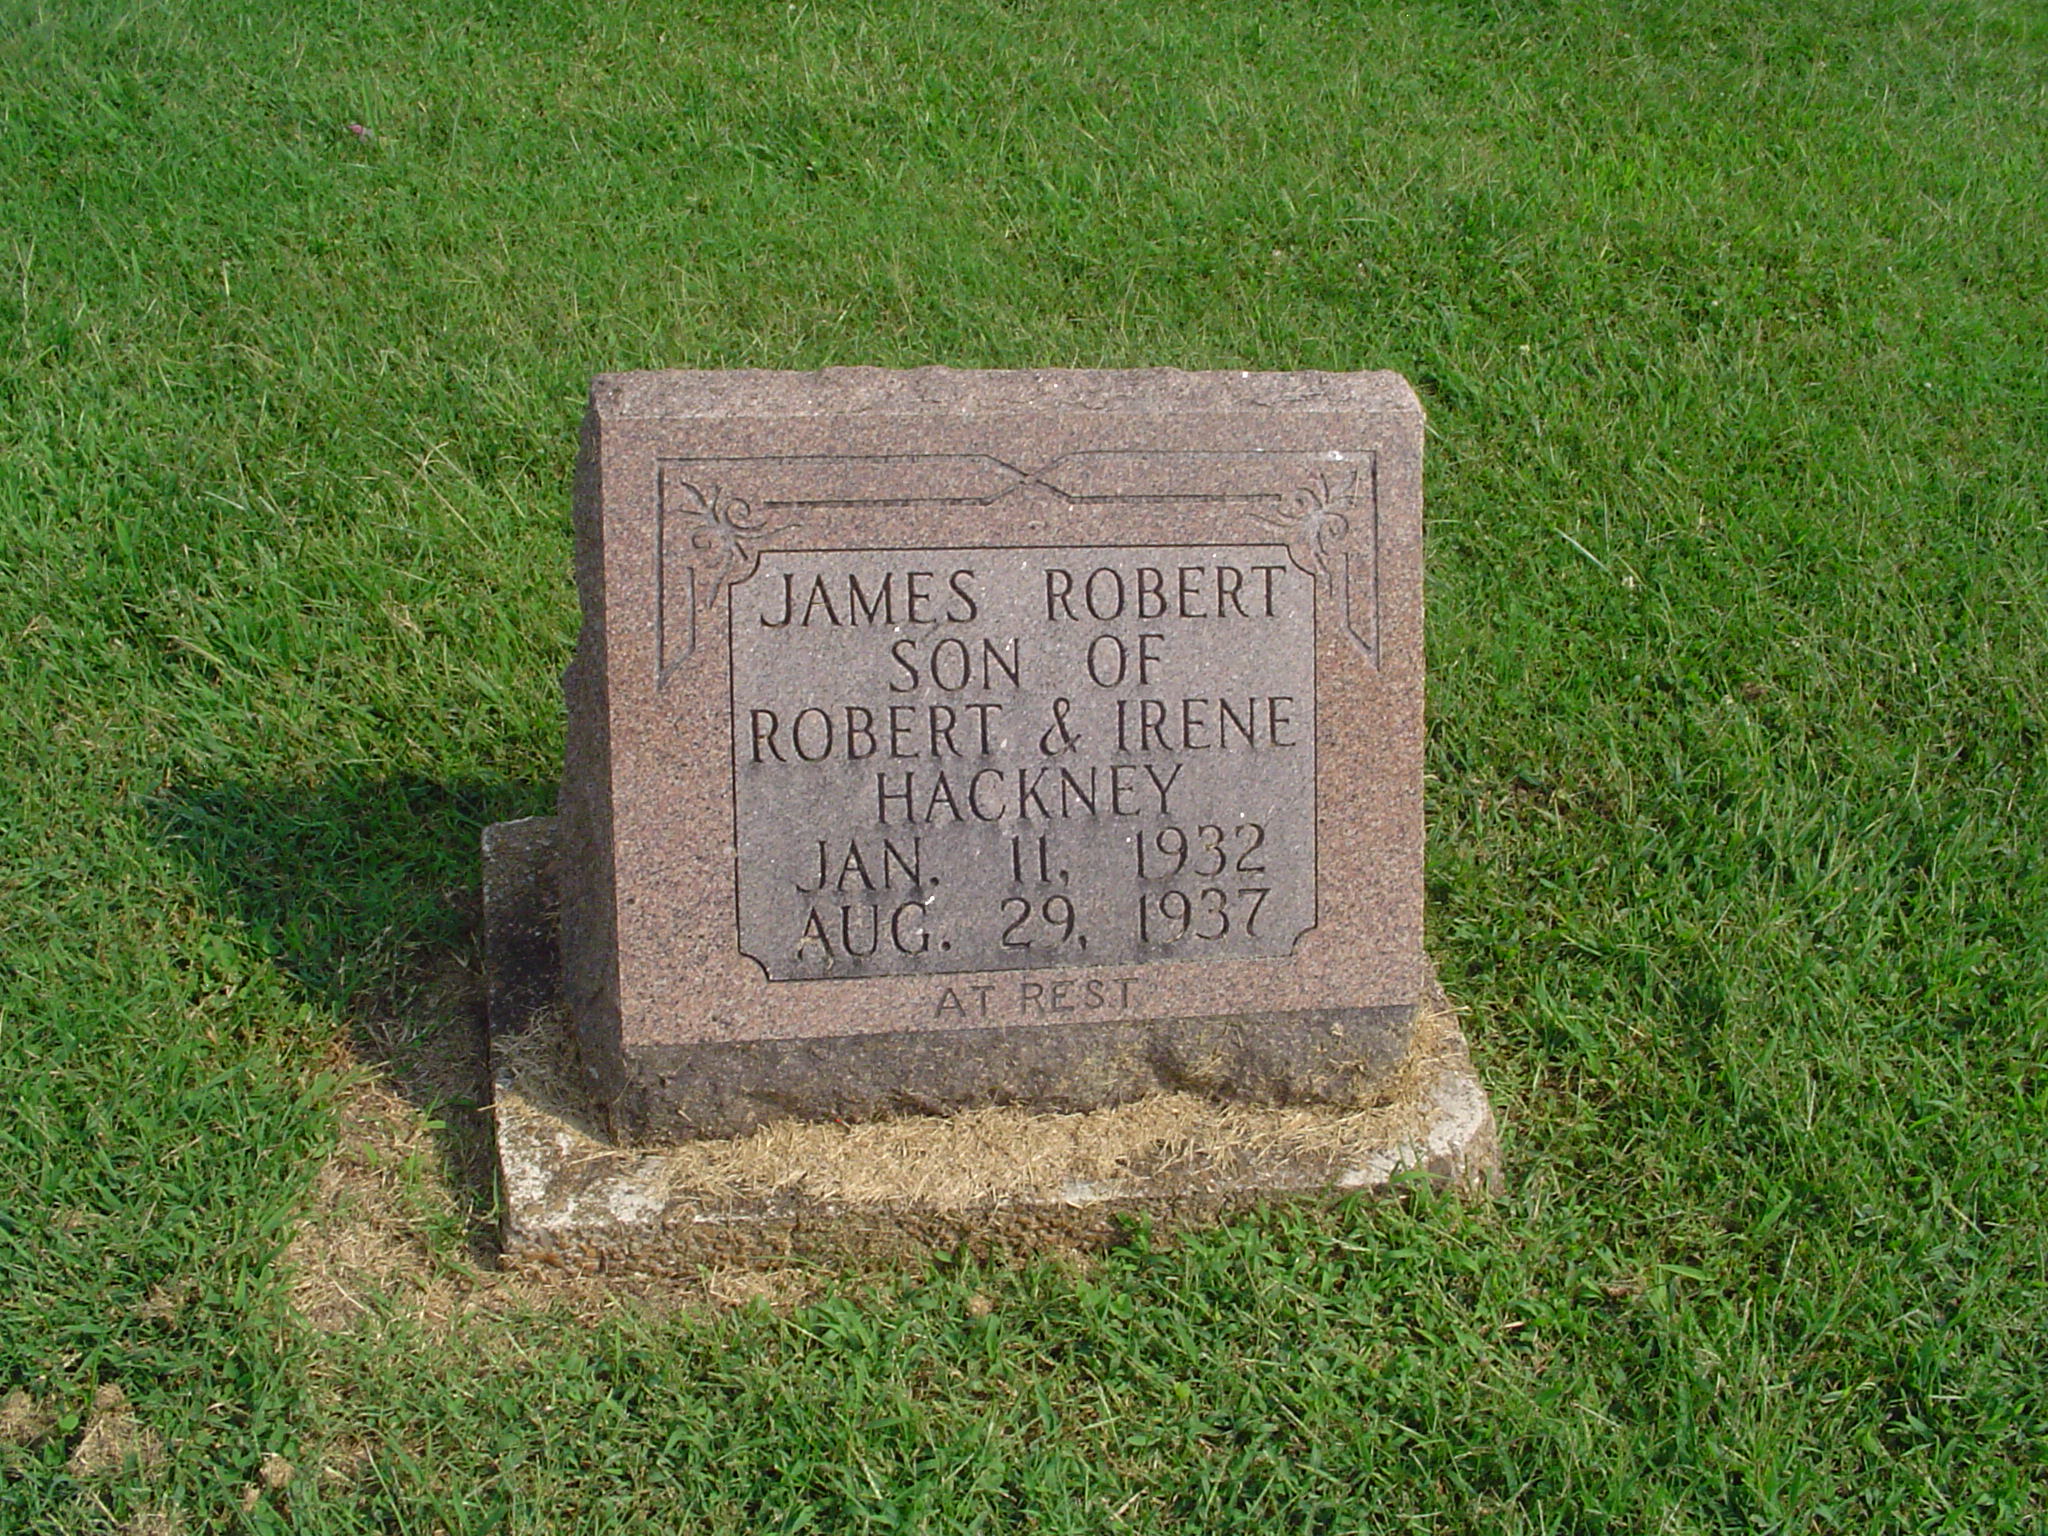 JAMES ROBERT
SON OF
ROBERT & IRENE
HACKNEY
JAN. 11, 1932
AUG. 29, 1937
AT REST